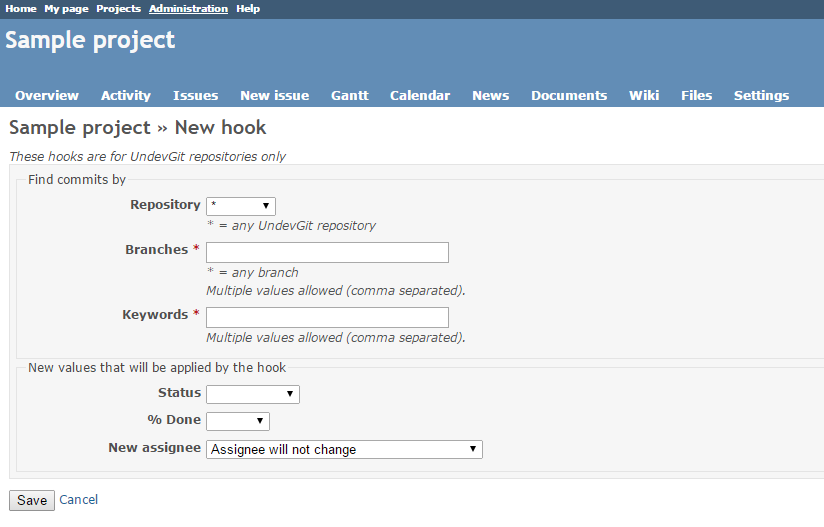 Home My page Projects Administration Help
Sample project
Overview Activity Issues New issue Gantt Calendar News Documents Wiki Files Settings
Sample project » New hook
These hooks are for UndevGit repositories only
Find commits by
Repository *
* = any UndevGit repository
Branches *
* = any branch
Multiple values allowed (comma separated).
Keywords *
Multiple values allowed (comma separated).
New values that will be applied by the hook
Status
% Done
New assignee Assignee will not change
Save Cancel